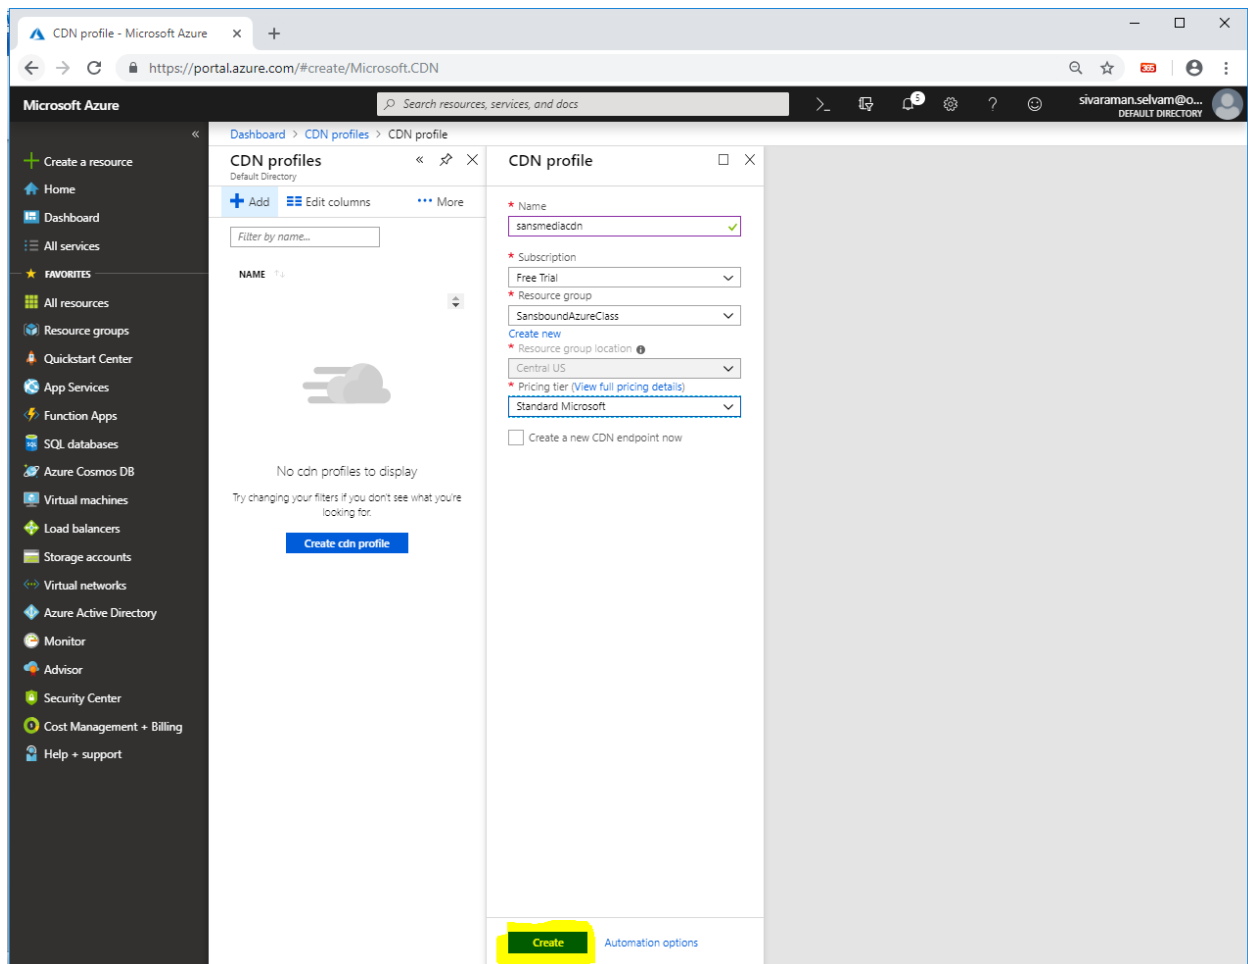 CDN profile - Microsoft Azure
https://portal.azure.com/#create/Microsoft.CDN
365
Microsoft Azure
Search resources, services, and docs
5
sivaraman.selvam@o...
DEFAULT DIRECTORY
Dashboard > CDN profiles > CDN profile
Create a resource
Home
Dashboard
All services
FAVORITES
All resources
Resource groups
Quickstart Center
App Services
Function Apps
SQL databases
Azure Cosmos DB
Virtual machines
Load balancers
Storage accounts
Virtual networks
Azure Active Directory
Monitor
Advisor
Security Center
Cost Management + Billing
Help + support
CDN profiles
Default Directory
Add
Edit columns
More
Filter by name...
NAME
No cdn profiles to display
Try changing your filters if you don't see what you're
looking for.
Create cdn profile
CDN profile
* Name
sansmediacdn
* Subscription
Free Trial
* Resource group
SansboundAzureClass
Create new
* Resource group location
Central US
* Pricing tier (View full pricing details)
Standard Microsoft
Create a new CDN endpoint now
Create
Automation options